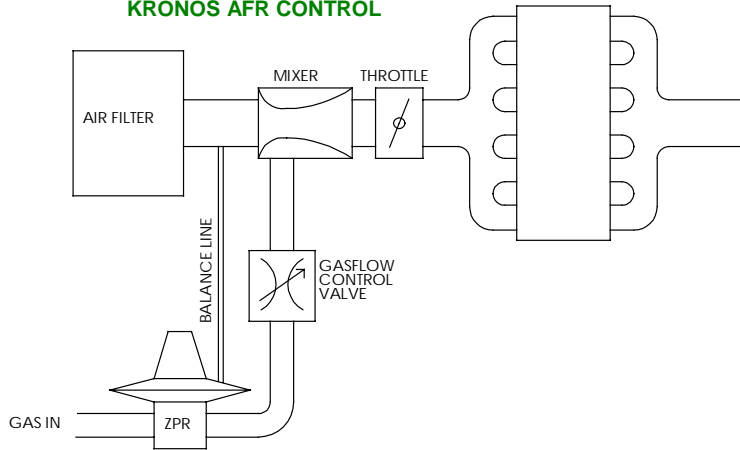 KRONOS AFR CONTROL
MIXER
THROTTLE
AIR FILTER
BALANCE LINE
GASFLOW
CONTROL
VALVE
GAS IN
ZPR